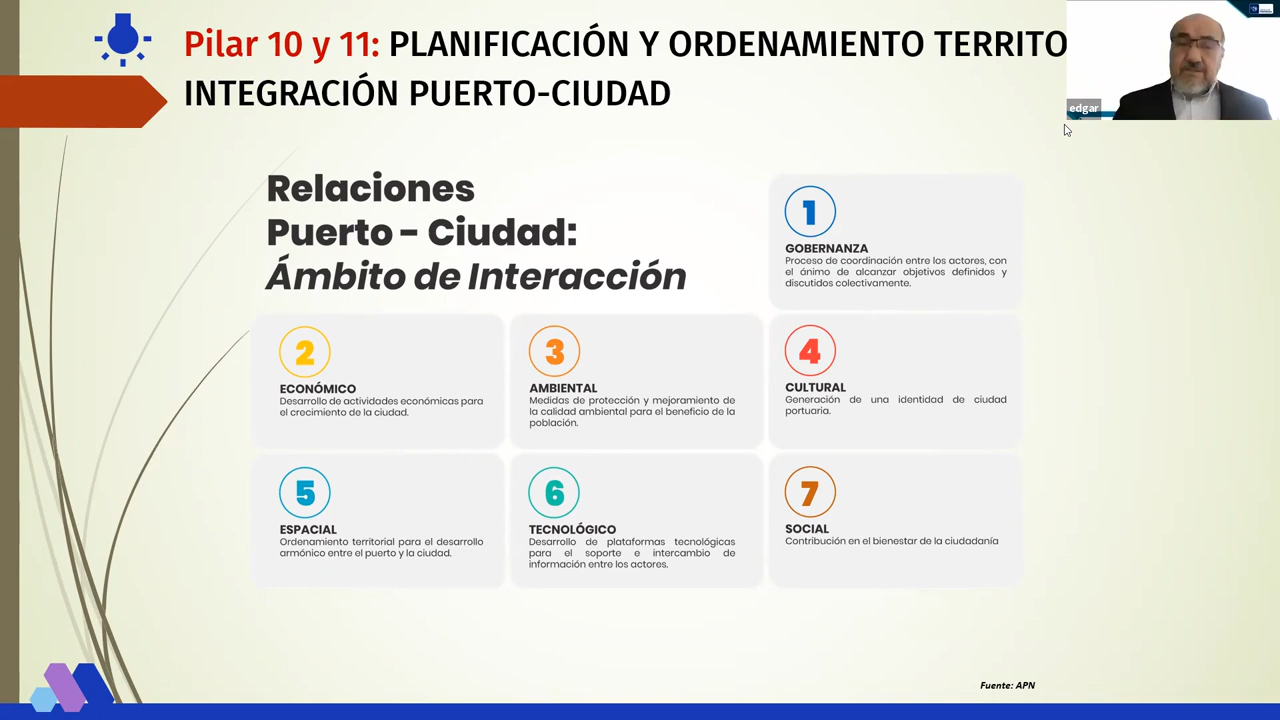 Pilar 10 y 11: PLANIFICACIÓN Y ORDENAMIENTO TERRITO
INTEGRACIÓN PUERTO-CIUDAD
edgar
Relaciones
Puerto - Ciudad:
Ámbito de Interacción
1
GOBERNANZA
Proceso de coordinación entre los actores, con
el ánimo de alcanzar objetivos definidos y
discutidos colectivamente.
2
ECONÓMICO
Desarrollo de actividades económicas para
el crecimiento de la ciudad.
3
AMBIENTAL
Medidas de protección y mejoramiento de
la calidad ambiental para el beneficio de la
población.
4
CULTURAL
Generación de una identidad de ciudad
portuaria.
5
ESPACIAL
Ordenamiento territorial para el desarrollo
armónico entre el puerto y la ciudad.
6
TECNOLÓGICO
Desarrollo de plataformas tecnológicas
para el soporte e intercambio de
información entre los actores.
7
SOCIAL
Contribución en el bienestar de la ciudadanía
Fuente: APN